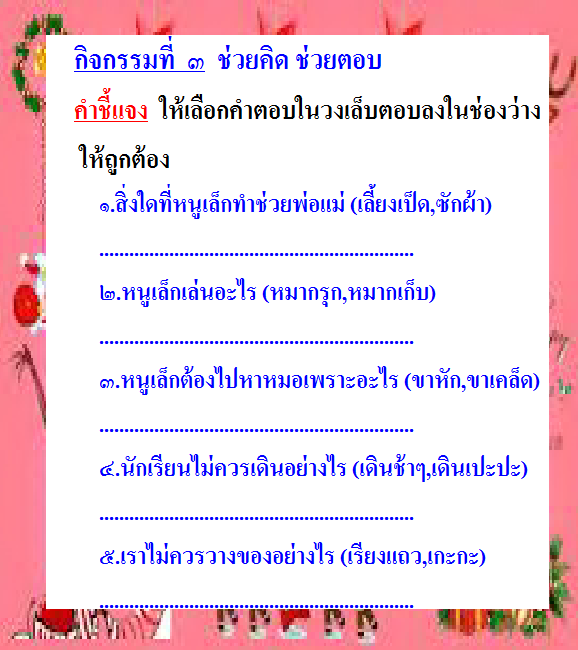 กิจกรรมที่ ๓ ช่วยคิด ช่วยตอบ
คำชี้แจง ให้เลือกคำตอบในวงเล็บตอบลงในช่องว่าง
ให้ถูกต้อง
๑.สิ่งใดที่หนูเล็กทำช่วยพ่อแม่ (เลี้ยงเป็ด,ซักผ้า)
...............................................................
๒.หนูเล็กเล่นอะไร (หมากรุก,หมากเก็บ)
...............................................................
๓.หนูเล็กต้องไปหาหมอเพราะอะไร (ขาหัก,ขาเคล็ด)
...............................................................
๔.นักเรียนไม่ควรเดินอย่างไร (เดินช้าๆ,เดินเปะปะ)
...............................................................
๕.เราไม่ควรวางของอย่างไร (เรียงแถว,เกะกะ)
...............................................................